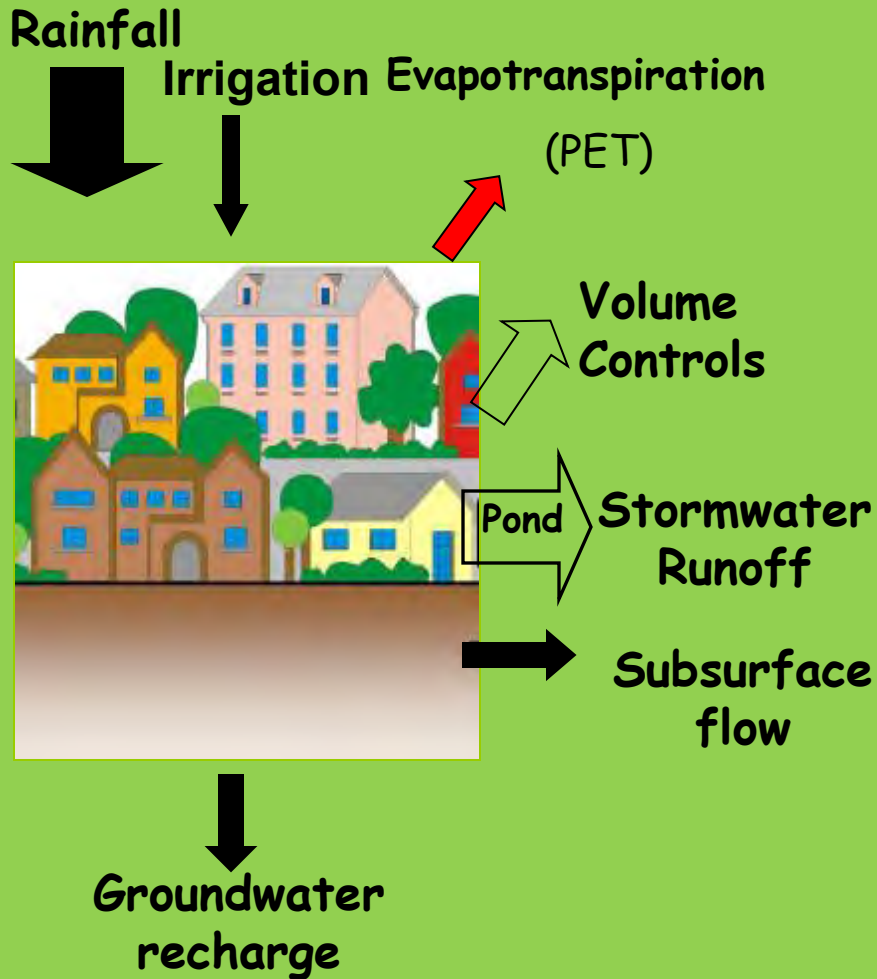 Rainfall
Irrigation
Evapotranspiration
(PET)
Volume
Controls
Pond
Stormwater
Runoff
Subsurface
flow
Groundwater
recharge